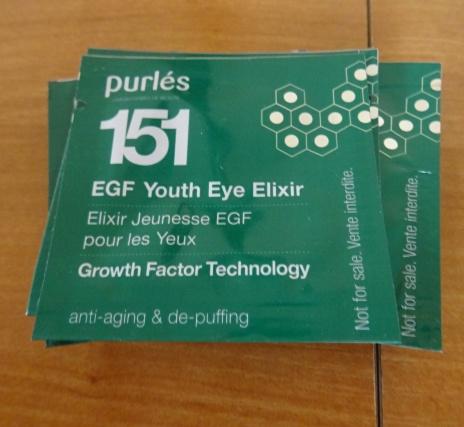 purlés
151
EGF Youth Eye Elixir
Elixir Jeunesse EGF
pour les Yeux
Growth Factor Technology
anti-aging & de-puffing
Not for sale. Vente interdite.
Not for sale. Vente interdite.